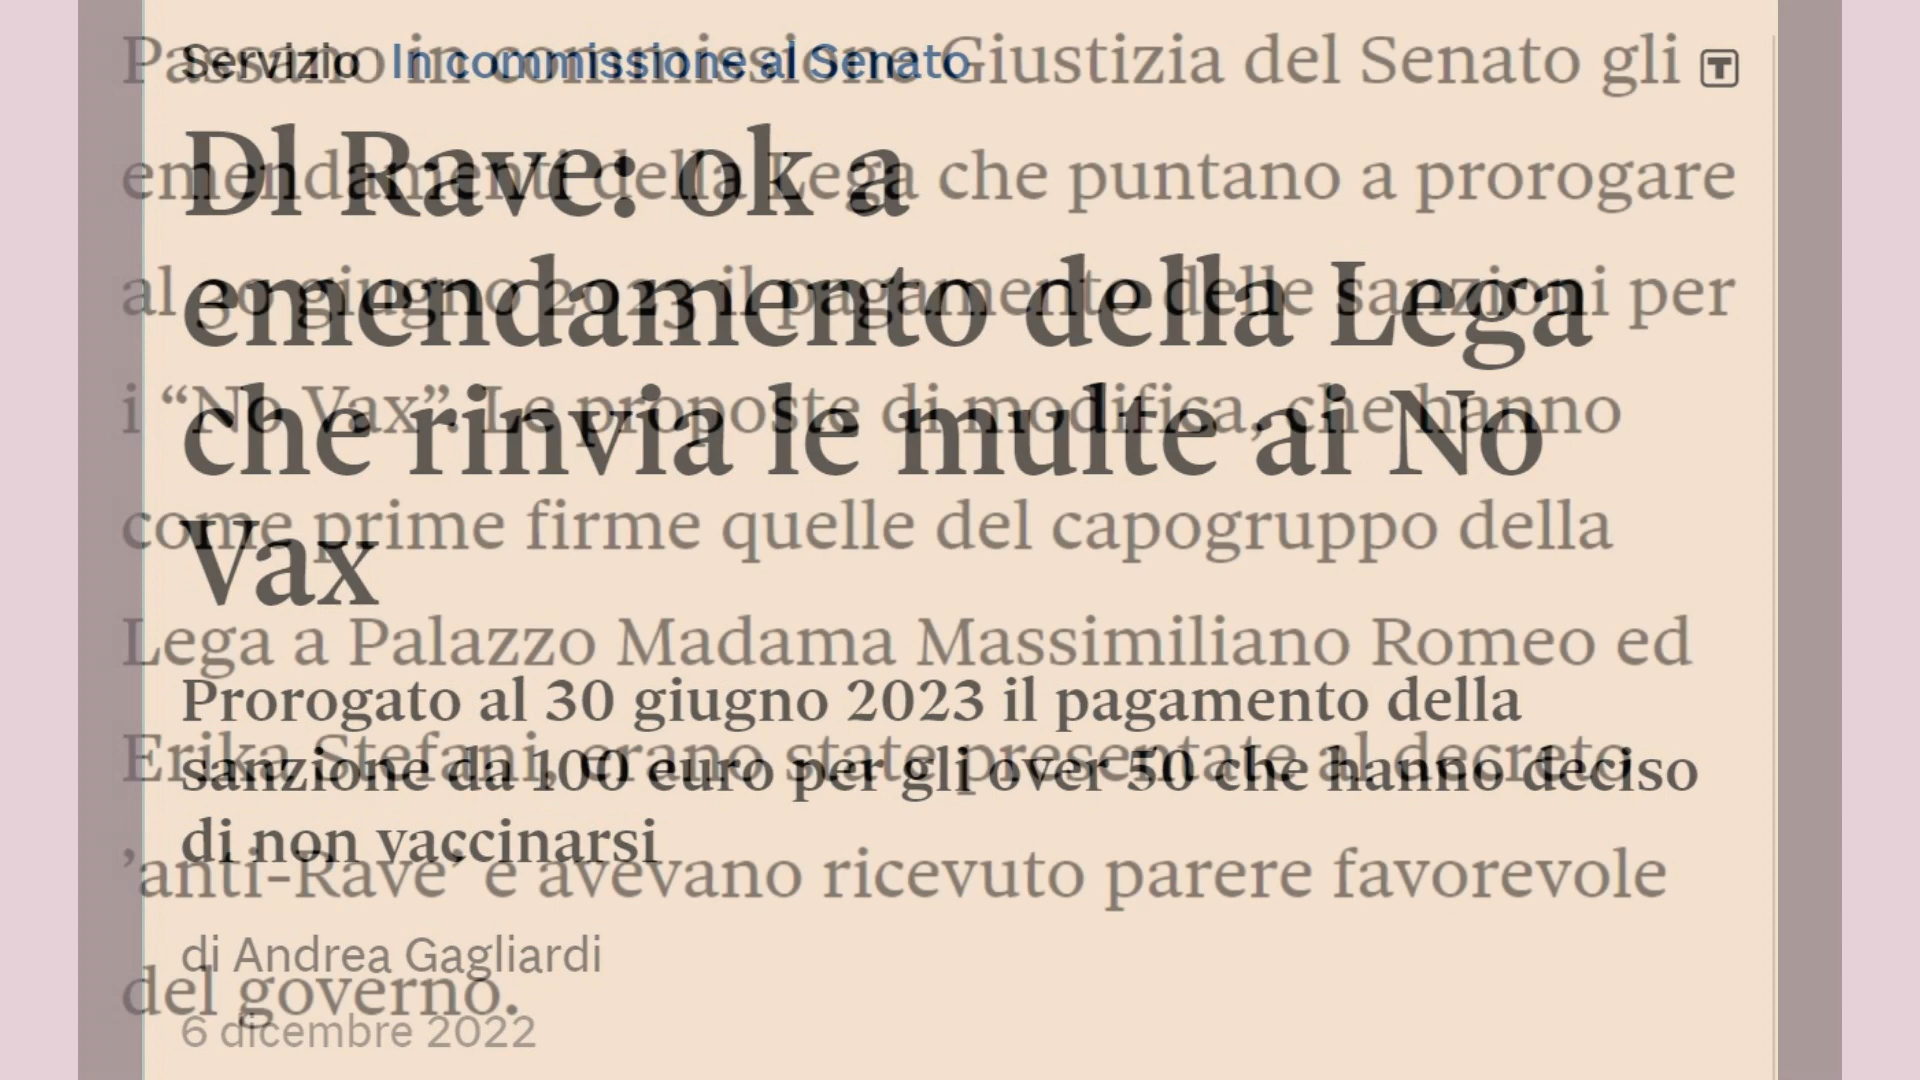 Servizio In commissione al Senato
Dl Rave: ok a
emendamento della Lega
che rinvia le multe ai No
Vax
Prorogato al 30 giugno 2023 il pagamento della
sanzione da 100 euro per gli over 50 che hanno deciso
di non vaccinarsi
di Andrea Gagliardi
6 dicembre 2022
Passano in commissione Giustizia del Senato gli
emendamenti della Lega che puntano a prorogare
al 30 giugno 2023 il pagamento delle sanzioni per
i “No Vax”. Le proposte di modifica, che hanno
come prime firme quelle del capogruppo della
Lega a Palazzo Madama Massimiliano Romeo ed
Erika Stefani, erano state presentate al decreto
’anti-Rave’ e avevano ricevuto parere favorevole
del governo.